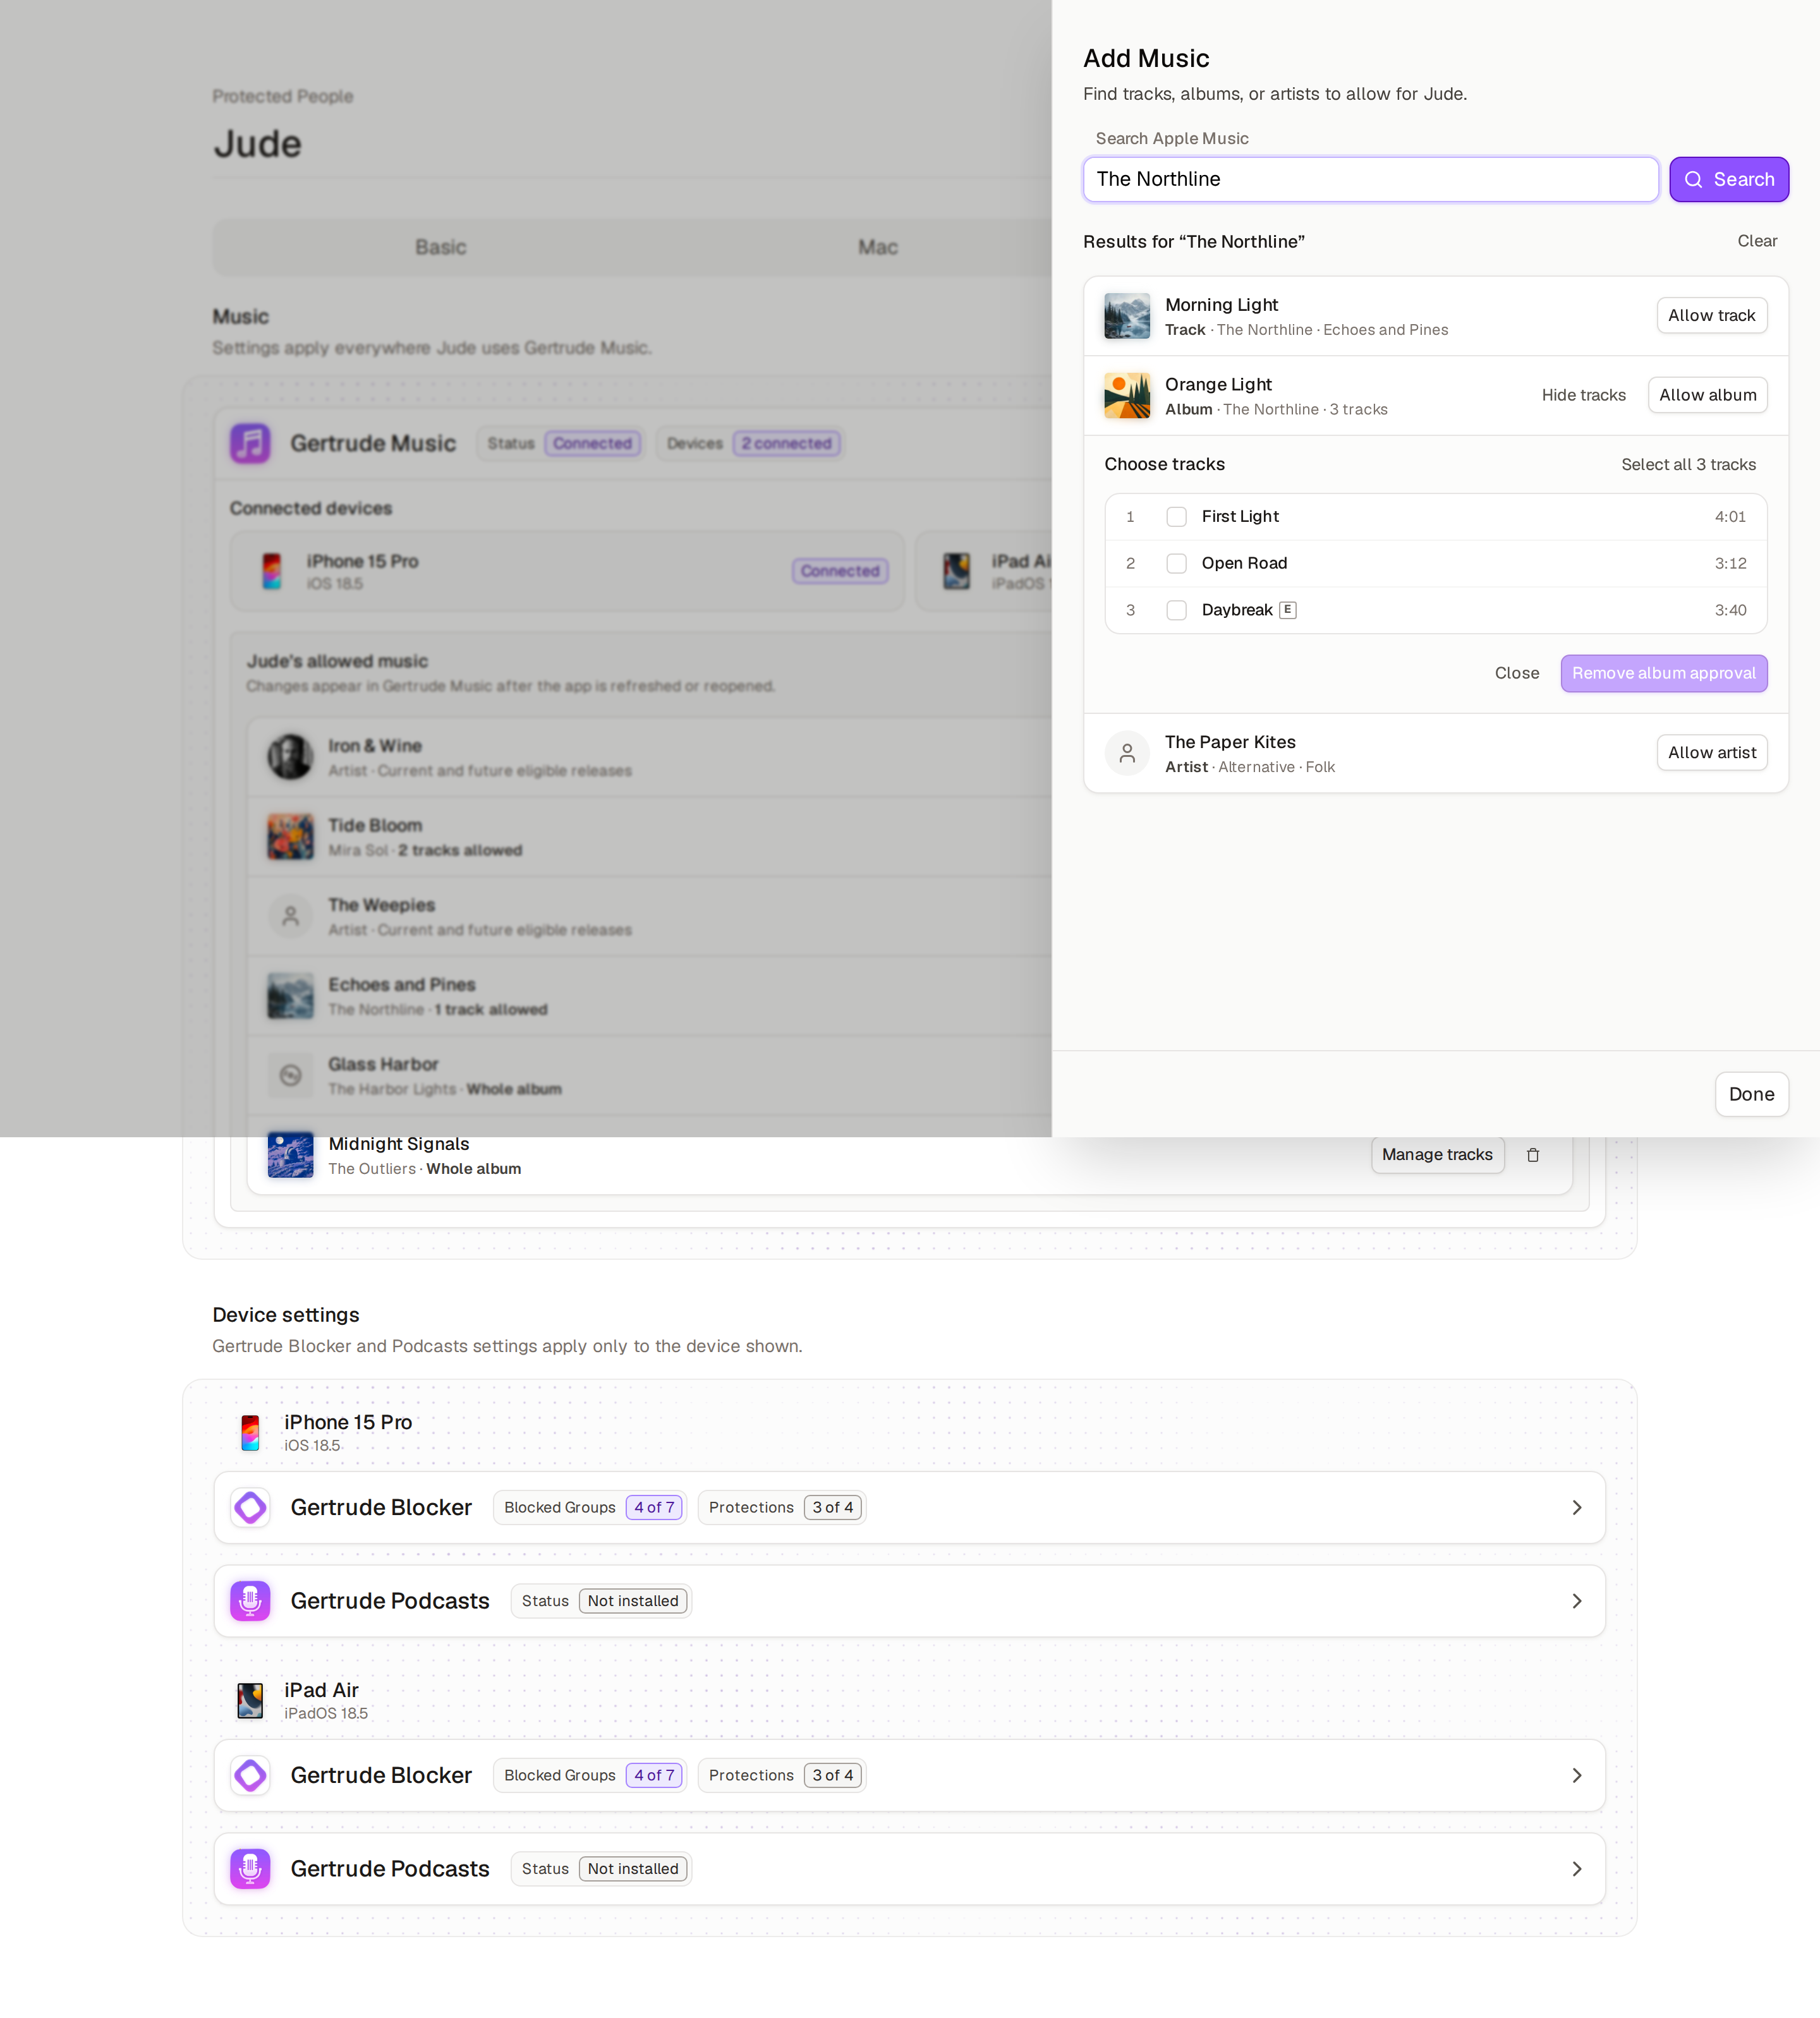 Protected People
Jude
Basic
Mac
Music
Settings apply everywhere Jude uses Gertrude Music.
Gertrude Music
Status Connected
Devices 2 connected
Connected devices
iPhone 15 Pro
iOS 18.5
Connected
iPad Ai
iPadOS 1
Jude's allowed music
Changes appear in Gertrude Music after the app is refreshed or reopened.
Iron & Wine
Artist · Current and future eligible releases
Tide Bloom
Mira Sol · 2 tracks allowed
The Weepies
Artist · Current and future eligible releases
Echoes and Pines
The Northline · 1 track allowed
Glass Harbor
The Harbor Lights · Whole album
Midnight Signals
The Outliers · Whole album
Manage tracks
Add Music
Find tracks, albums, or artists to allow for Jude.
Search Apple Music
The Northline
Search
Results for “The Northline”
Clear
Morning Light
Track · The Northline · Echoes and Pines
Allow track
Orange Light
Album · The Northline · 3 tracks
Hide tracks
Allow album
Choose tracks
Select all 3 tracks
1 First Light 4:01
2 Open Road 3:12
3 Daybreak E 3:40
Close
Remove album approval
The Paper Kites
Artist · Alternative · Folk
Allow artist
Done
Device settings
Gertrude Blocker and Podcasts settings apply only to the device shown.
iPhone 15 Pro
iOS 18.5
Gertrude Blocker
Blocked Groups 4 of 7
Protections 3 of 4
Gertrude Podcasts
Status Not installed
iPad Air
iPadOS 18.5
Gertrude Blocker
Blocked Groups 4 of 7
Protections 3 of 4
Gertrude Podcasts
Status Not installed